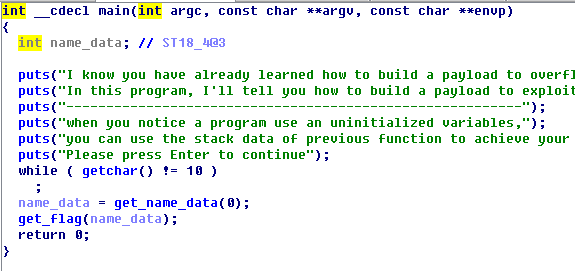 int __cdecl main(int argc, const char **argv, const char **envp)
{
  int name_data; // ST18_4@3

  puts("I know you have already learned how to build a payload to overfl
  puts("In this program, I'll tell you how to build a payload to exploit
  puts("---------------------------------------------------------");
  puts("when you notice a program use an uninitialized variables,");
  puts("you can use the stack data of previous function to achieve your
  puts("Please press Enter to continue");
  while ( getchar() != 10 )
    ;
  name_data = get_name_data(0);
  get_flag(name_data);
  return 0;
}